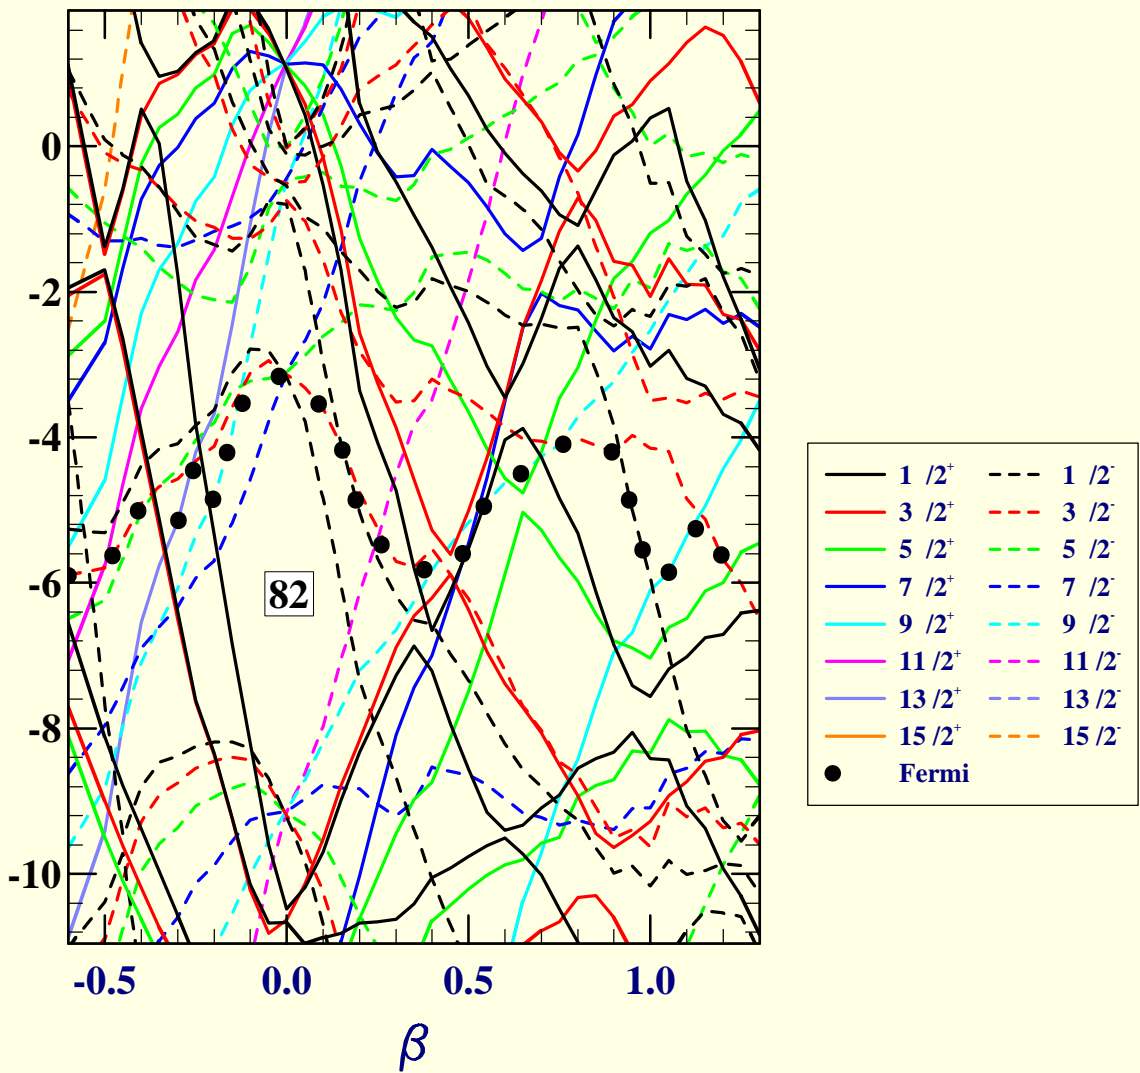 0
-2
-4
-6
-8
-10
82
-0.5 0.0 0.5 1.0
β
1 /2+ 1 /2-
3 /2+ 3 /2-
5 /2+ 5 /2-
7 /2+ 7 /2-
9 /2+ 9 /2-
11 /2+ 11 /2-
13 /2+ 13 /2-
15 /2+ 15 /2-
Fermi